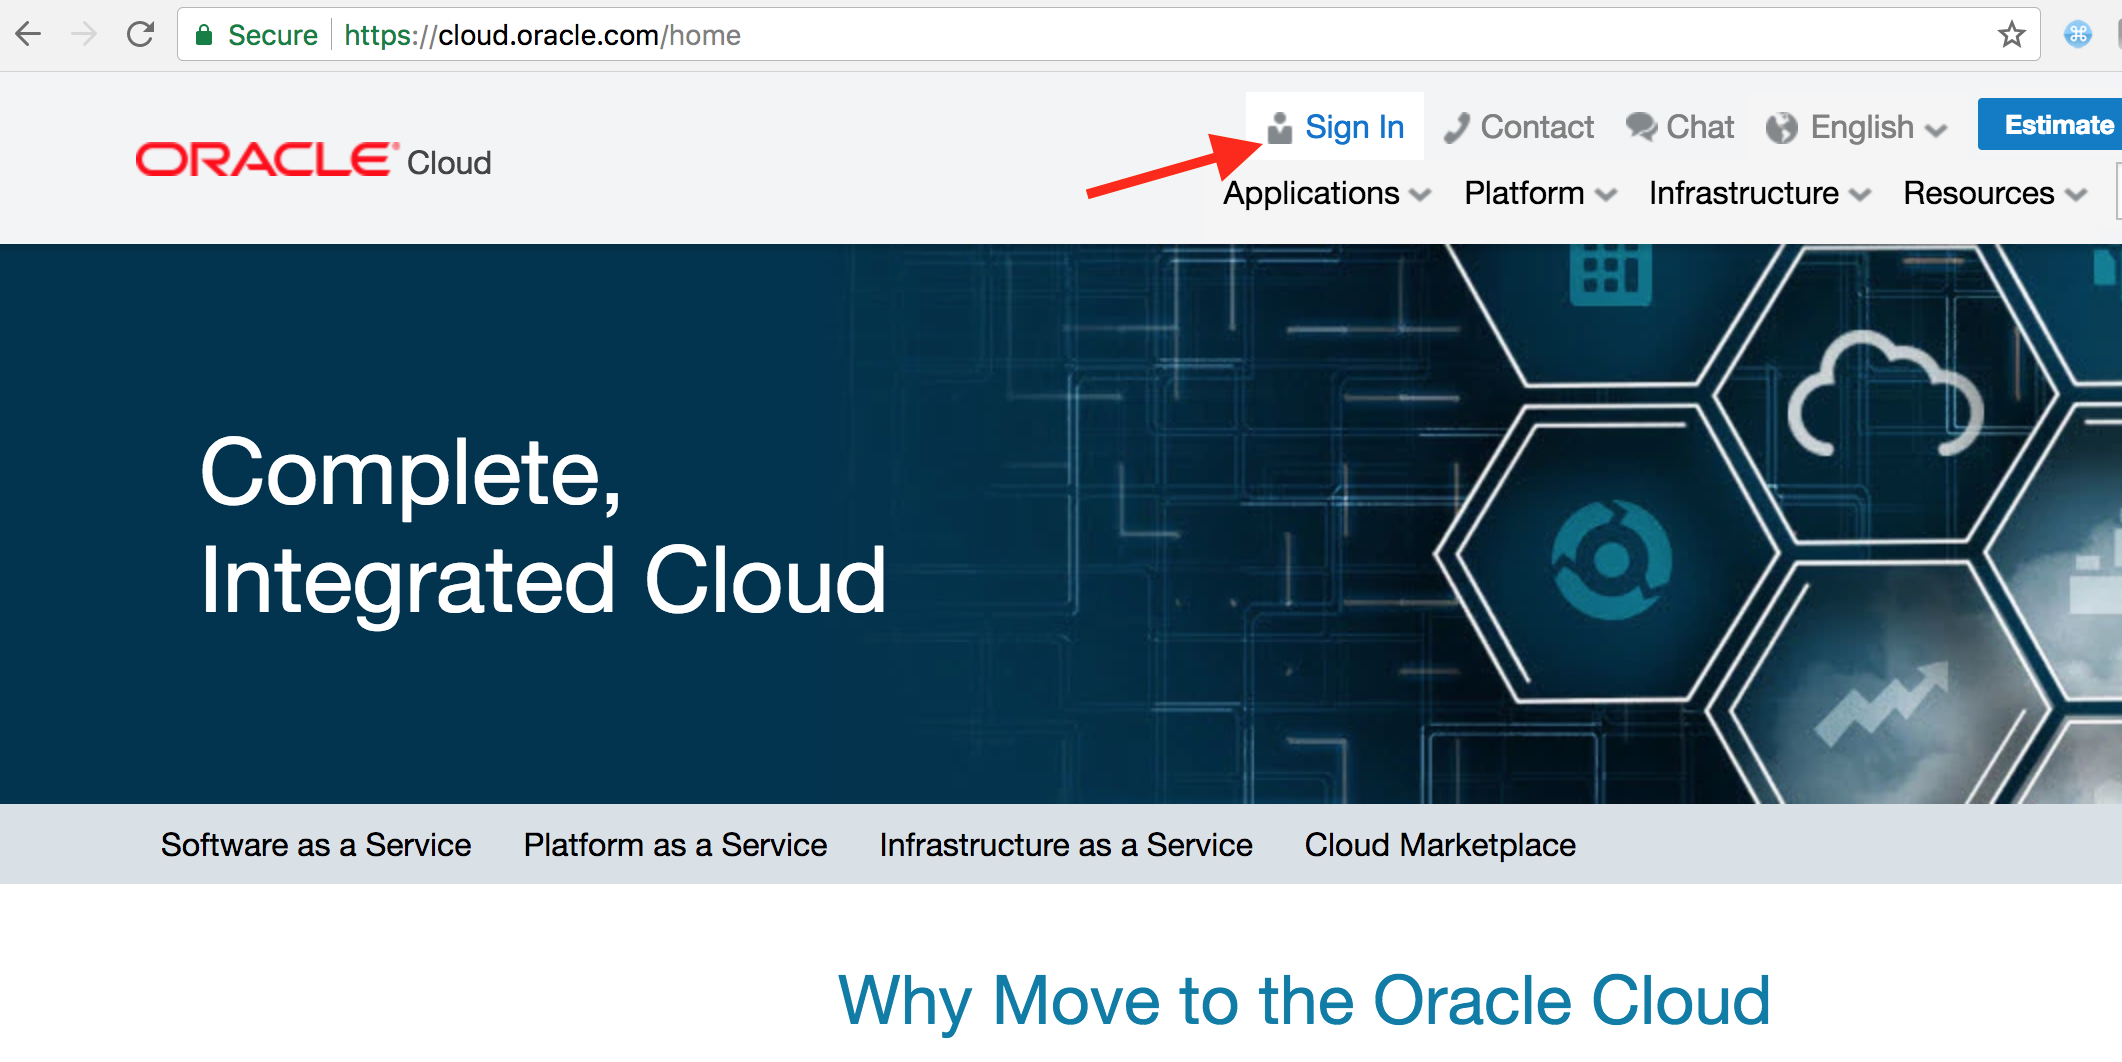 Secure https://cloud.oracle.com/home
Sign In Contact Chat English Estimate
ORACLE Cloud
Applications Platform Infrastructure Resources
Complete,
Integrated Cloud
Software as a Service Platform as a Service Infrastructure as a Service Cloud Marketplace
Why Move to the Oracle Cloud